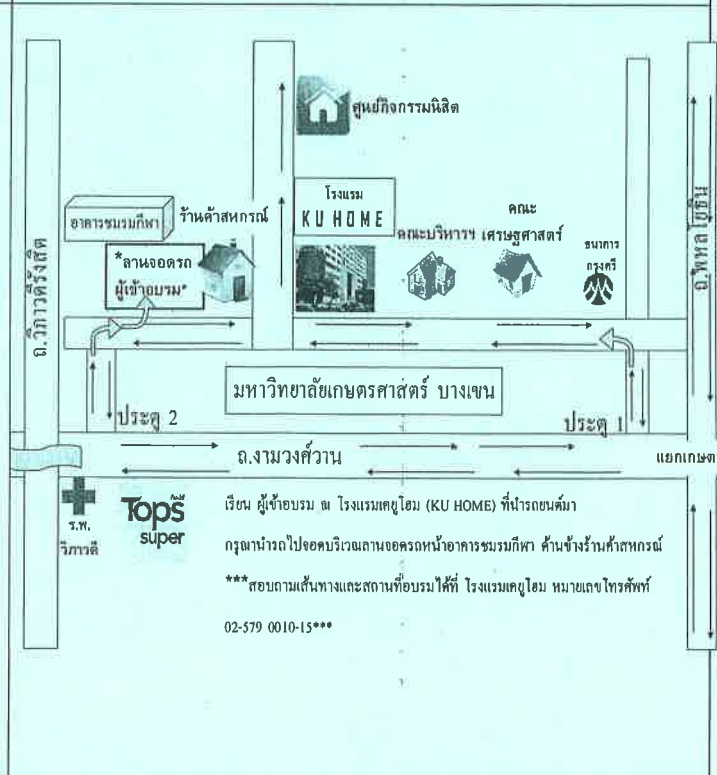 ศูนย์กิจกรรมนิสิต
อาคารชมรมกีฬา
ร้านค้าสหกรณ์
*ลานจอดรถ
ผู้เข้าอบรม*
โรงแรม
KU HOME
คณะบริหารฯ
คณะ
เศรษฐศาสตร์
ธนาคาร
กรุงศรี
ถ.วิภาวดีรังสิต
ถ.พหลโยธิน
มหาวิทยาลัยเกษตรศาสตร์ บางเขน
ประตู 2
ประตู 1
ถ.งามวงศ์วาน
แยกเกษต
ร.พ.
วิภาวดี
Tops
super
เรียน ผู้เข้าอบรม ณ โรงแรมเคยูโฮม (KU HOME) ที่นำรถยนต์มา
กรุณานำรถไปจอดบริเวณลานจอดรถหน้าอาคารชมรมกีฬา ด้านข้างร้านค้าสหกรณ์
***สอบถามเส้นทางและสถานที่อบรมได้ที่ โรงแรมเคยูโฮม หมายเลขโทรศัพท์
02-579 0010-15***